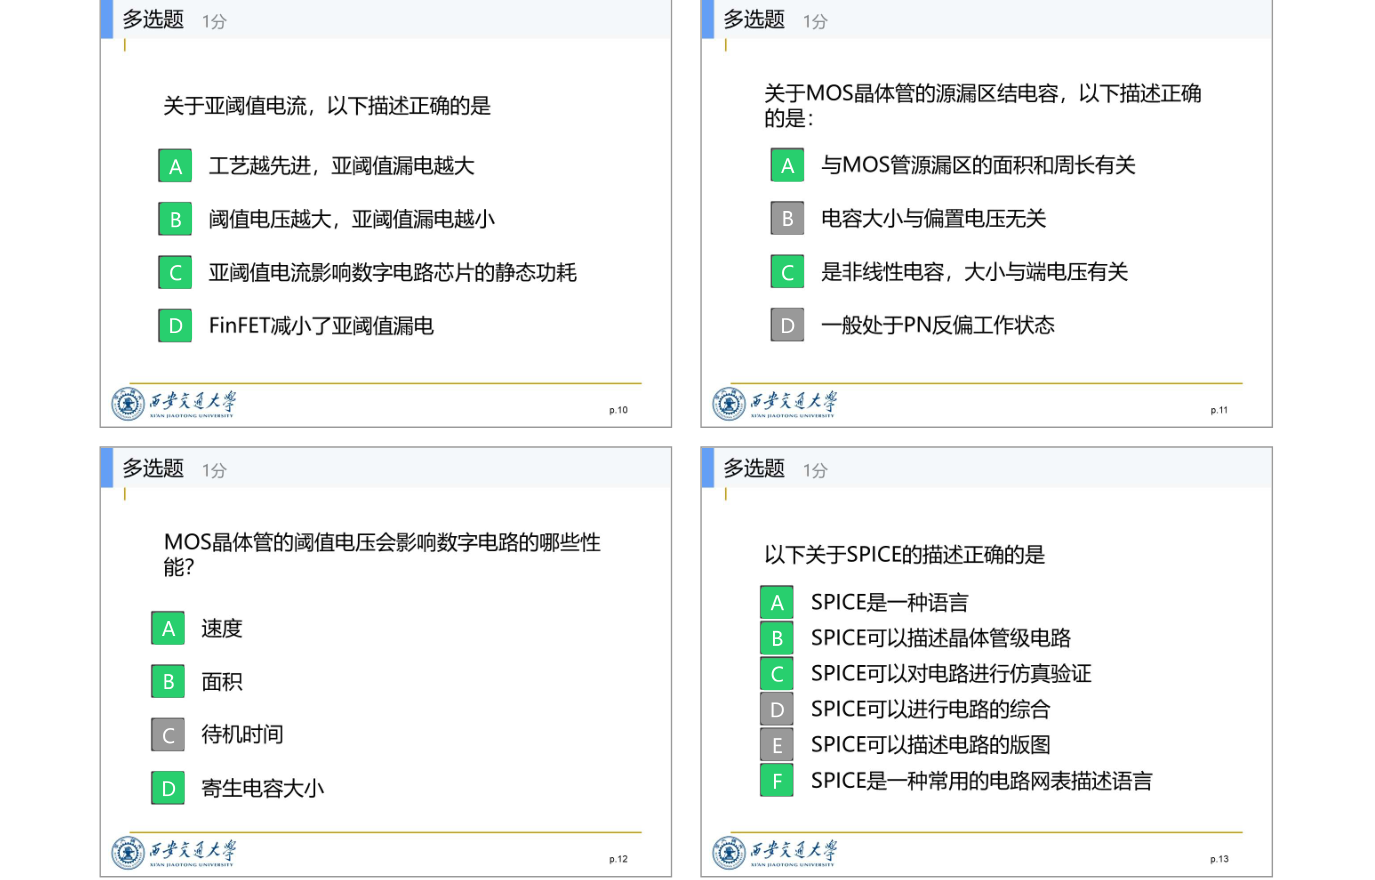 多选题 1分
关于亚阈值电流，以下描述正确的是
A 工艺越先进，亚阈值漏电越大
B 阈值电压越大，亚阈值漏电越小
C 亚阈值电流影响数字电路芯片的静态功耗
D FinFET减小了亚阈值漏电
西安交通大学
XI'AN JIAOTONG UNIVERSITY
p.10
多选题 1分
关于MOS晶体管的源漏区结电容，以下描述正确
的是：
A 与MOS管源漏区的面积和周长有关
B 电容大小与偏置电压无关
C 是非线性电容，大小与端电压有关
D 一般处于PN反偏工作状态
西安交通大学
XI'AN JIAOTONG UNIVERSITY
p.11
多选题 1分
MOS晶体管的阈值电压会影响数字电路的哪些性
能？
A 速度
B 面积
C 待机时间
D 寄生电容大小
西安交通大学
XI'AN JIAOTONG UNIVERSITY
p.12
多选题 1分
以下关于SPICE的描述正确的是
A SPICE是一种语言
B SPICE可以描述晶体管级电路
C SPICE可以对电路进行仿真验证
D SPICE可以进行电路的综合
E SPICE可以描述电路的版图
F SPICE是一种常用的电路网表描述语言
西安交通大学
XI'AN JIAOTONG UNIVERSITY
p.13